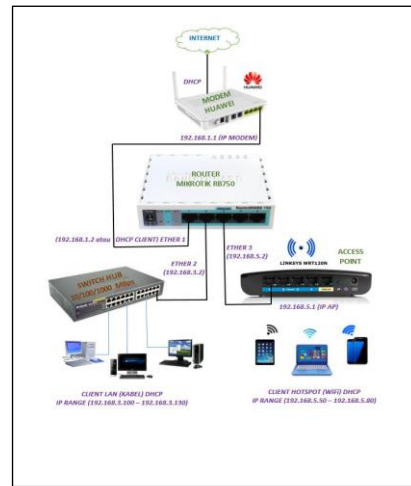 INTERNET
DHCP
MODEM
HUAWEI
HUAWEI
192.168.1.1 (IP MODEM)
ROUTER
MIKROTIK RB750
(192.168.1.2 atau DHCP CLIENT) ETHER 1
ETHER 2
(192.168.3.2)
ETHER 3
(192.168.5.2)
LINKSYS WRT120N
ACCESS
POINT
SWITCH HUB
10/100/1000 Mbps
192.168.5.1 (IP AP)
CLIENT LAN (KABEL) DHCP
IP RANGE (192.168.3.100 – 192.168.3.130)
CLIENT HOTSPOT (WiFi) DHCP
IP RANGE (192.168.5.50 – 192.168.5.80)